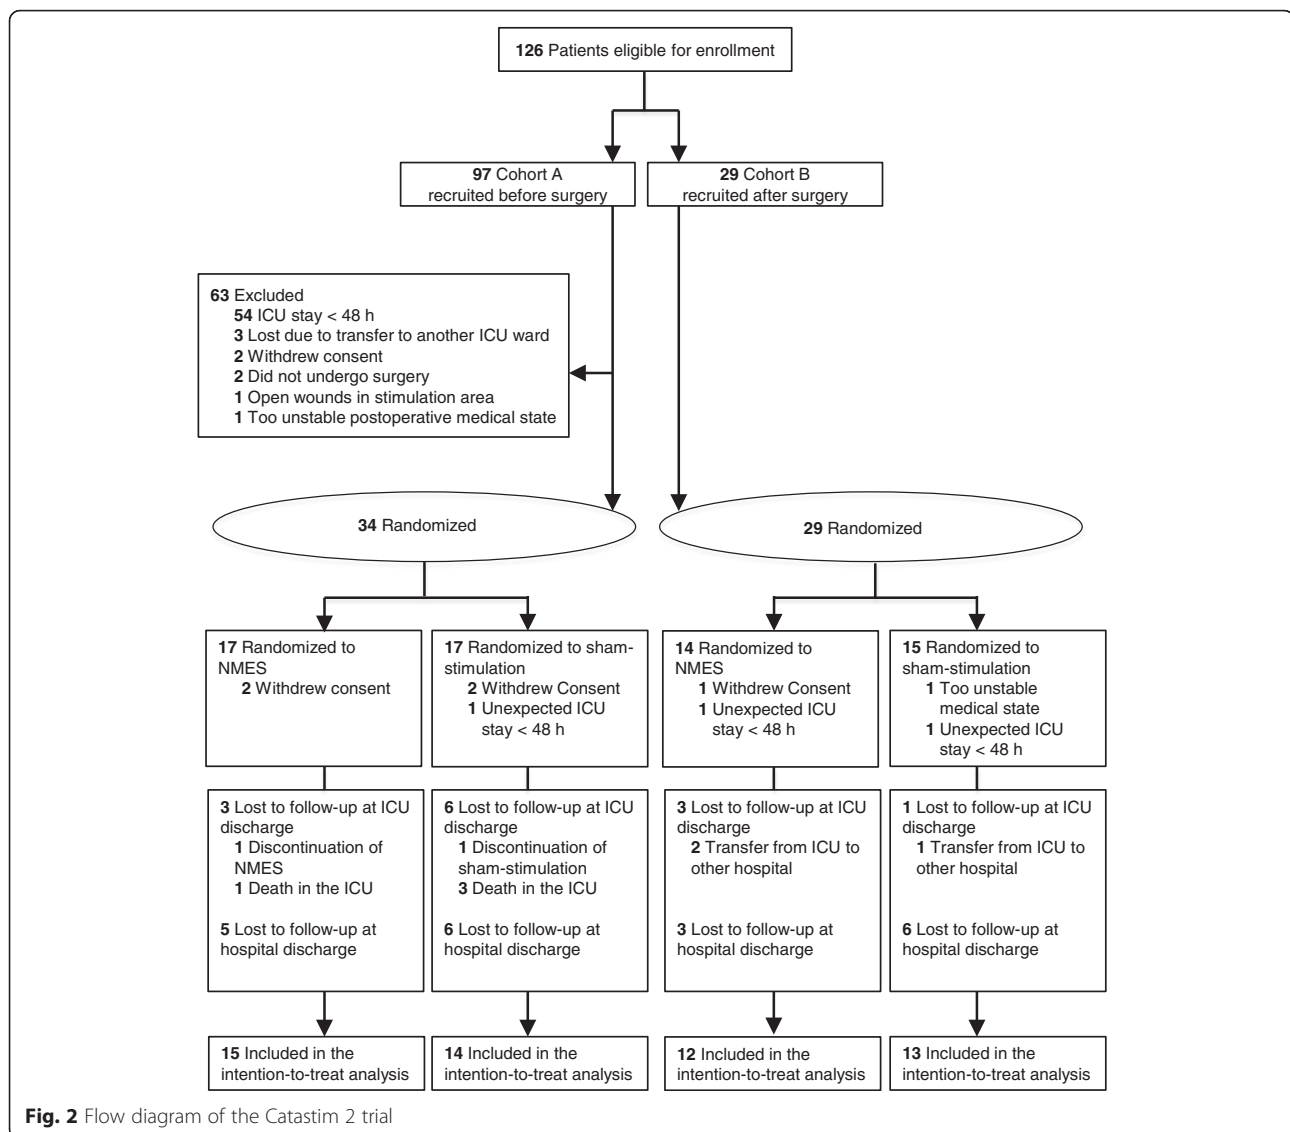 126 Patients eligible for enrollment
97 Cohort A
recruited before surgery
29 Cohort B
recruited after surgery
63 Excluded
54 ICU stay < 48 h
3 Lost due to transfer to another ICU ward
2 Withdrew consent
2 Did not undergo surgery
1 Open wounds in stimulation area
1 Too unstable postoperative medical state
34 Randomized
29 Randomized
17 Randomized to
NMES
2 Withdrew consent
17 Randomized to sham-
stimulation
2 Withdrew Consent
1 Unexpected ICU
stay < 48 h
14 Randomized to
NMES
1 Withdrew Consent
1 Unexpected ICU
stay < 48 h
15 Randomized to
sham-stimulation
1 Too unstable
medical state
1 Unexpected ICU
stay < 48 h
3 Lost to follow-up at ICU
discharge
1 Discontinuation of
NMES
1 Death in the ICU
5 Lost to follow-up at
hospital discharge
6 Lost to follow-up at ICU
discharge
1 Discontinuation of
sham-stimulation
3 Death in the ICU
6 Lost to follow-up at
hospital discharge
3 Lost to follow-up at ICU
discharge
2 Transfer from ICU to
other hospital
3 Lost to follow-up at
hospital discharge
1 Lost to follow-up at ICU
discharge
1 Transfer from ICU to
other hospital
6 Lost to follow-up at
hospital discharge
15 Included in the
intention-to-treat analysis
14 Included in the
intention-to-treat analysis
12 Included in the
intention-to-treat analysis
13 Included in the
intention-to-treat analysis
Fig. 2 Flow diagram of the Catastim 2 trial